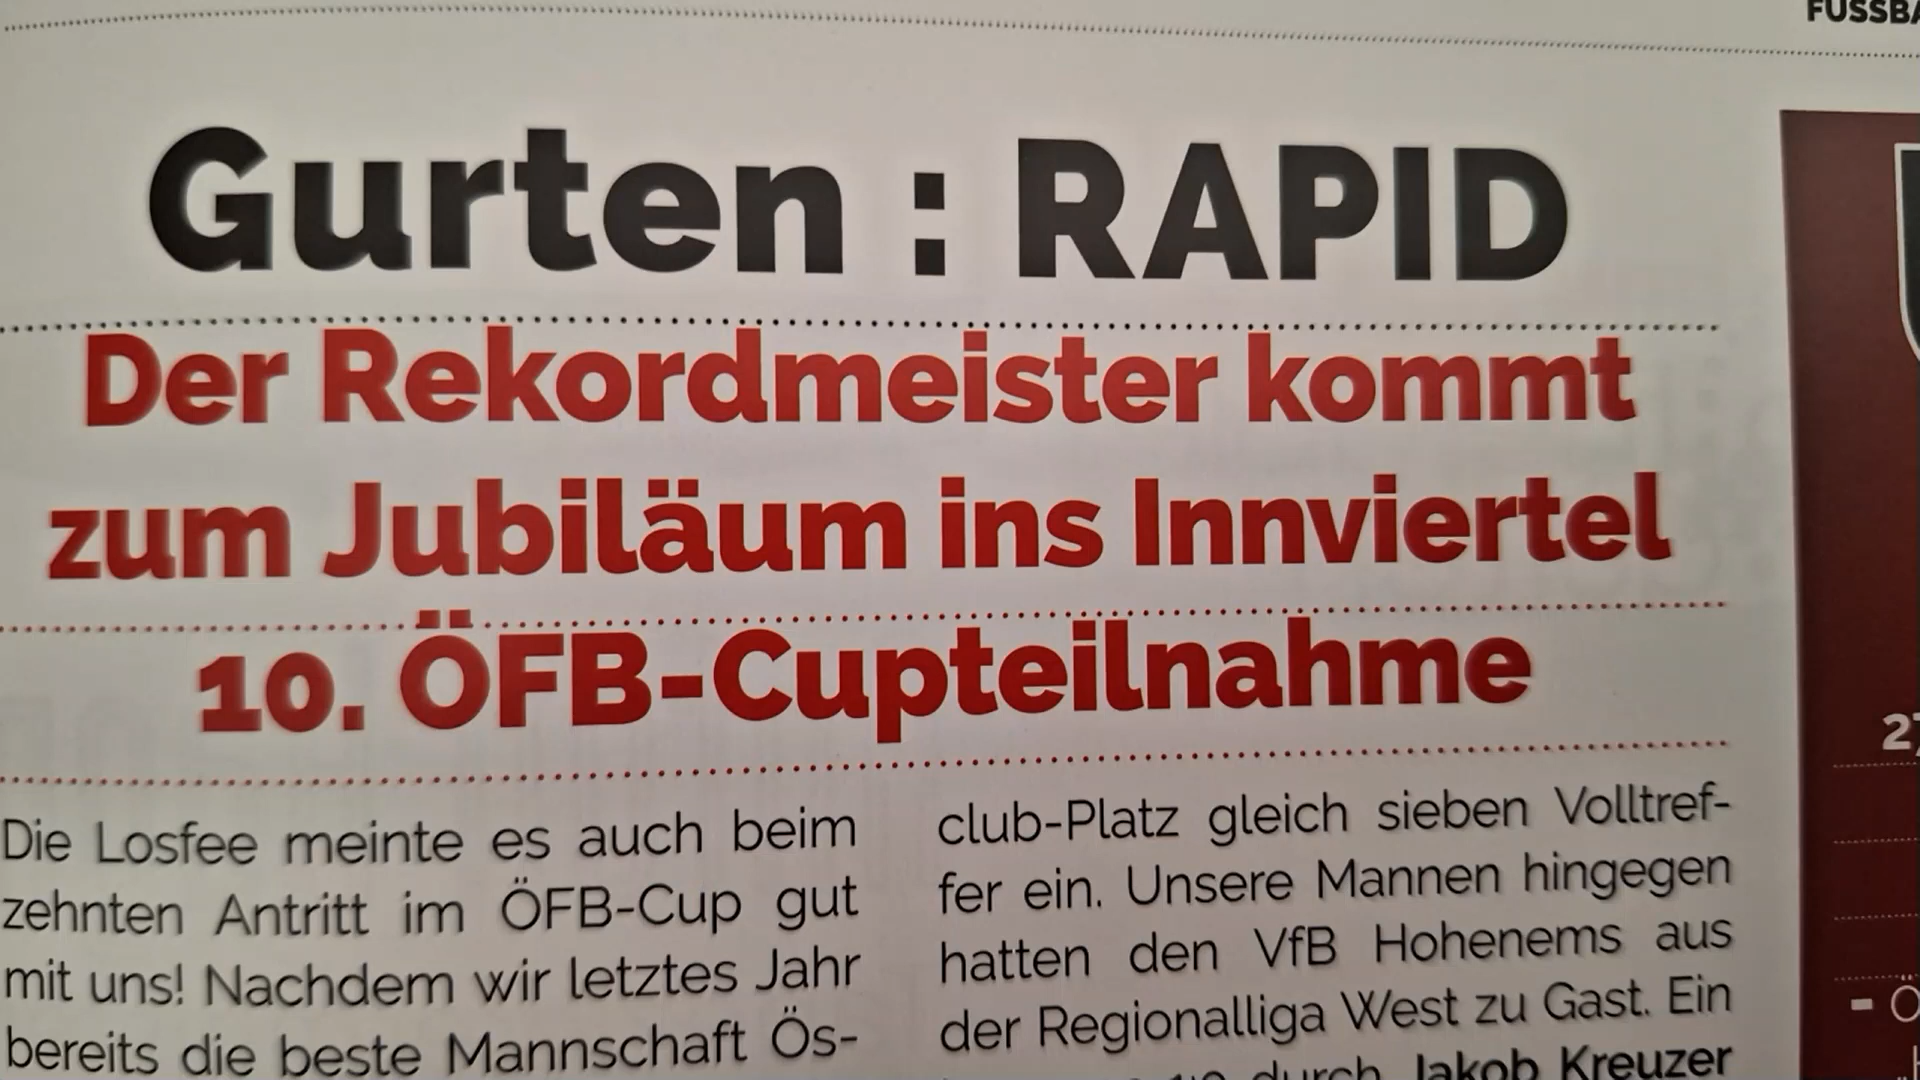 Gurten : RAPID
Der Rekordmeister kommt
zum Jubiläum ins Innviertel
10. ÖFB-Cupteilnahme
Die Losfee meinte es auch beim
zehnten Antritt im ÖFB-Cup gut
mit uns! Nachdem wir letztes Jahr
bereits die beste Mannschaft Ös-
club-Platz gleich sieben Volltref-
fer ein. Unsere Mannen hingegen
hatten den VfB Hohenems aus
der Regionalliga West zu Gast. Ein
durch Jakob Kreuzer